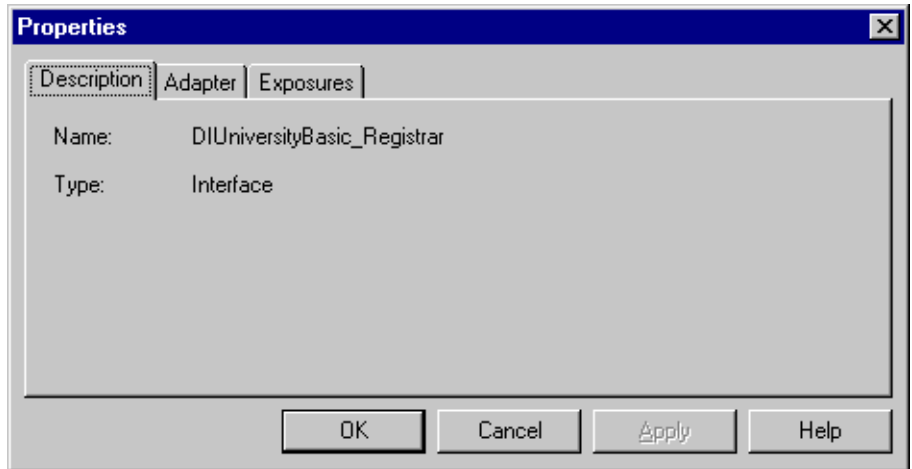 Properties
Description Adapter Exposures
Name: DIUniversityBasic_Registrar
Type: Interface
OK Cancel Apply Help